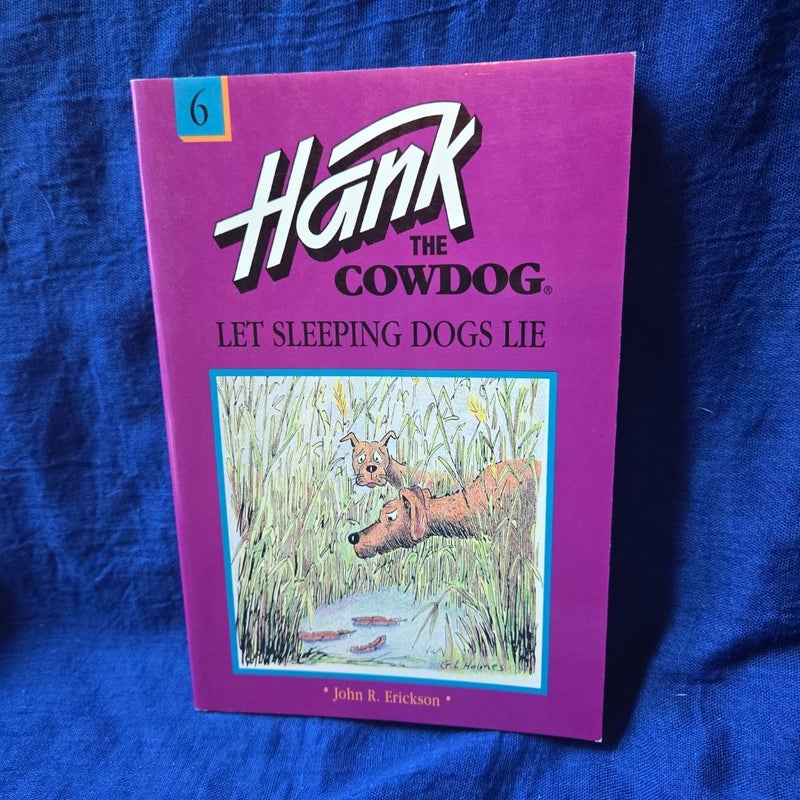 6
Hank
THE
COWDOG®
LET SLEEPING DOGS LIE
G.L Holmes
• John R. Erickson •